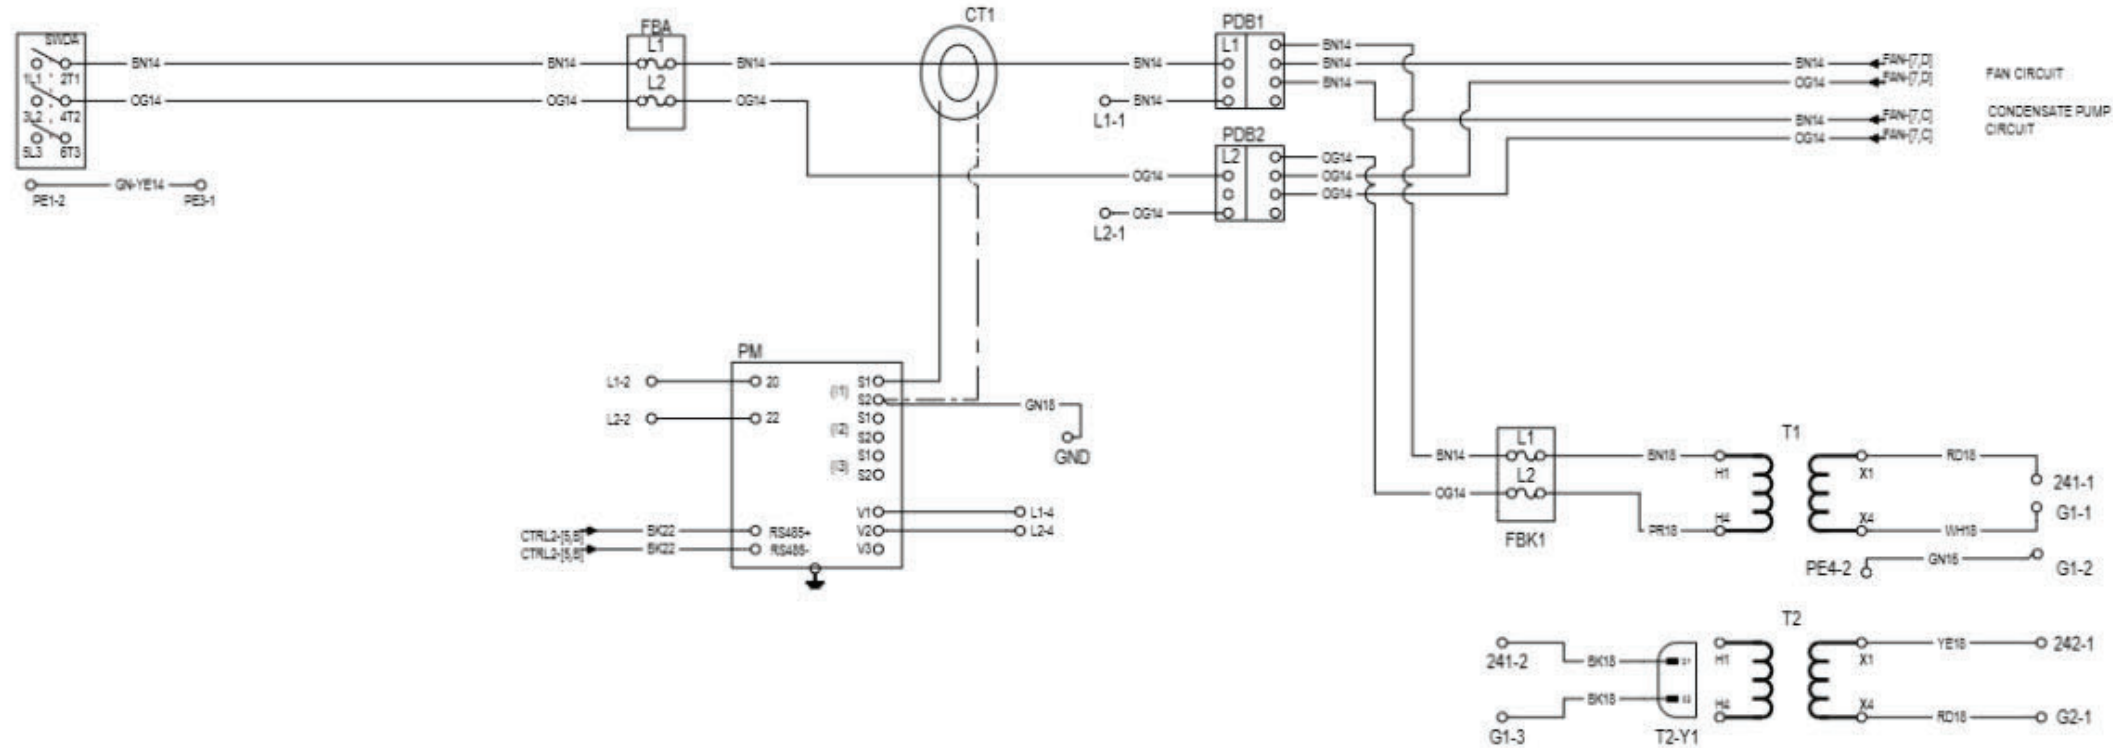 SWDA
1L1 2T1
3L2 4T2
5L3 6T3
BN14
OG14
PE1-2
GN-YE14
PE3-1
BN14
OG14
FBA
L1
L2
BN14
OG14
CT1
BN14
L1-1
BN14
OG14
L2-1
OG14
PDB1
L1
PDB2
L2
BN14
BN14
BN14
OG14
OG14
OG14
BN14
FAN-[7,D]
OG14
FAN-[7,D]
FAN CIRCUIT
BN14
FAN-[7,C]
OG14
FAN-[7,C]
CONDENSATE PUMP
CIRCUIT
PM
L1-2
20
L2-2
22
(I1)
S1
S2
(I2)
S1
S2
(I3)
S1
S2
GN18
GND
V1
L1-4
V2
L2-4
V3
CTRL2-[5,B]
BK22
RS485+
CTRL2-[5,B]
BK22
RS485-
BN14
OG14
L1
L2
FBK1
BN18
PR18
T1
H1
H4
X1
X4
RD18
241-1
G1-1
WH18
PE4-2
GN16
G1-2
T2
241-2
BK18
G1-3
BK18
T2-Y1
H1
H4
X1
X4
YE18
242-1
RD18
G2-1